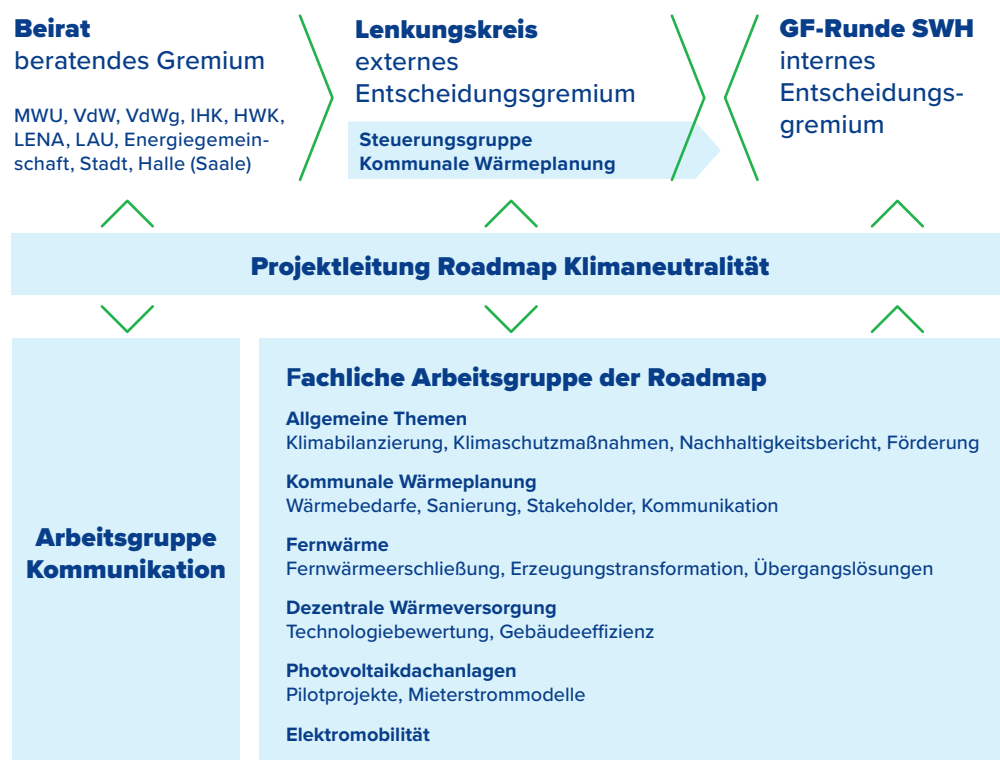 Beirat
beratendes Gremium
MWU, VdW, VdWg, IHK, HWK,
LENA, LAU, Energiegemein-
schaft, Stadt, Halle (Saale)
Lenkungskreis
externes
Entscheidungsgremium
Steuerungsgruppe
Kommunale Wärmeplanung
GF-Runde SWH
internes
Entscheidungs-
gremium
Projektleitung Roadmap Klimaneutralität
Arbeitsgruppe
Kommunikation
Fachliche Arbeitsgruppe der Roadmap
Allgemeine Themen
Klimabilanzierung, Klimaschutzmaßnahmen, Nachhaltigkeitsbericht, Förderung
Kommunale Wärmeplanung
Wärmebedarfe, Sanierung, Stakeholder, Kommunikation
Fernwärme
Fernwärmeerschließung, Erzeugungstransformation, Übergangslösungen
Dezentrale Wärmeversorgung
Technologiebewertung, Gebäudeeffizienz
Photovoltaikdachanlagen
Pilotprojekte, Mieterstrommodelle
Elektromobilität